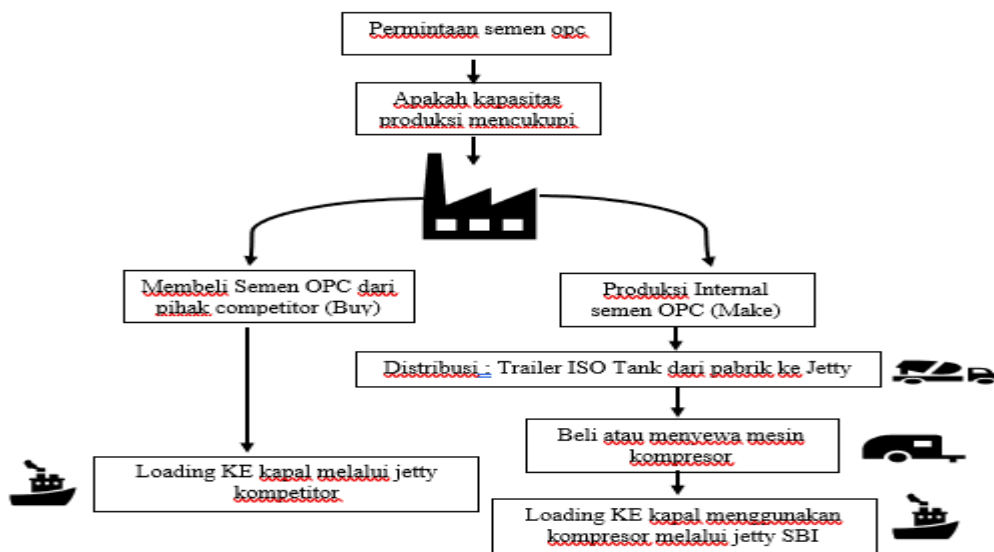 Permintaan semen opc
Apakah kapasitas
produksi mencukupi
Membeli Semen OPC dari
pihak competitor (Buy)
Produksi Internal
semen OPC (Make)
Distribusi : Trailer ISO Tank dari pabrik ke Jetty
Beli atau menyewa mesin
kompresor
Loading KE kapal melalui jetty
kompetitor
Loading KE kapal menggunakan
kompresor melalui jetty SBI